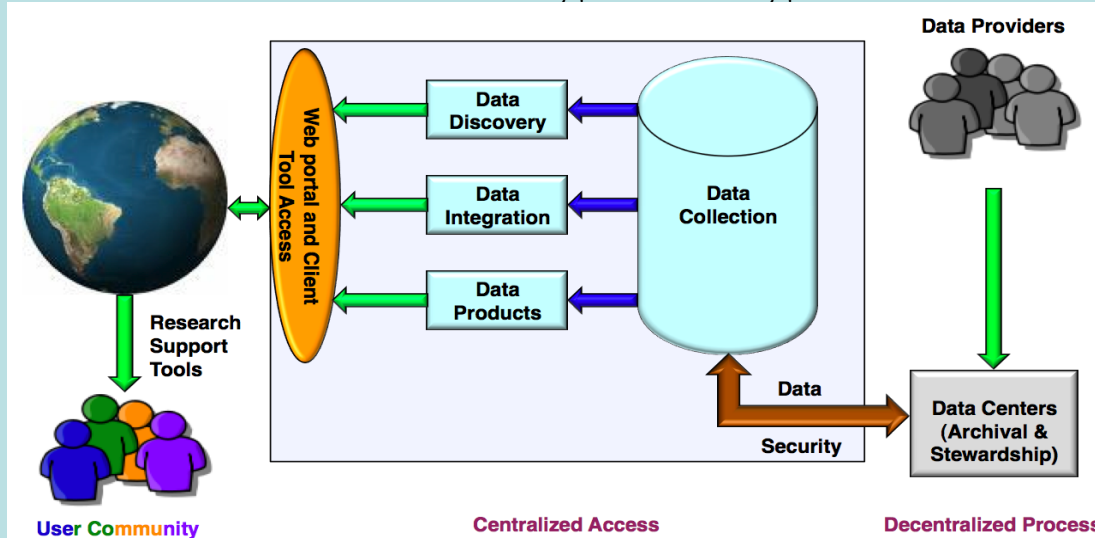 Data Providers
Web portal and Client
Tool Access
Data
Discovery
Data
Integration
Data
Products
Data
Collection
Research
Support
Tools
Data
Security
Data Centers
(Archival &
Stewardship)
User Community
Centralized Access
Decentralized Process